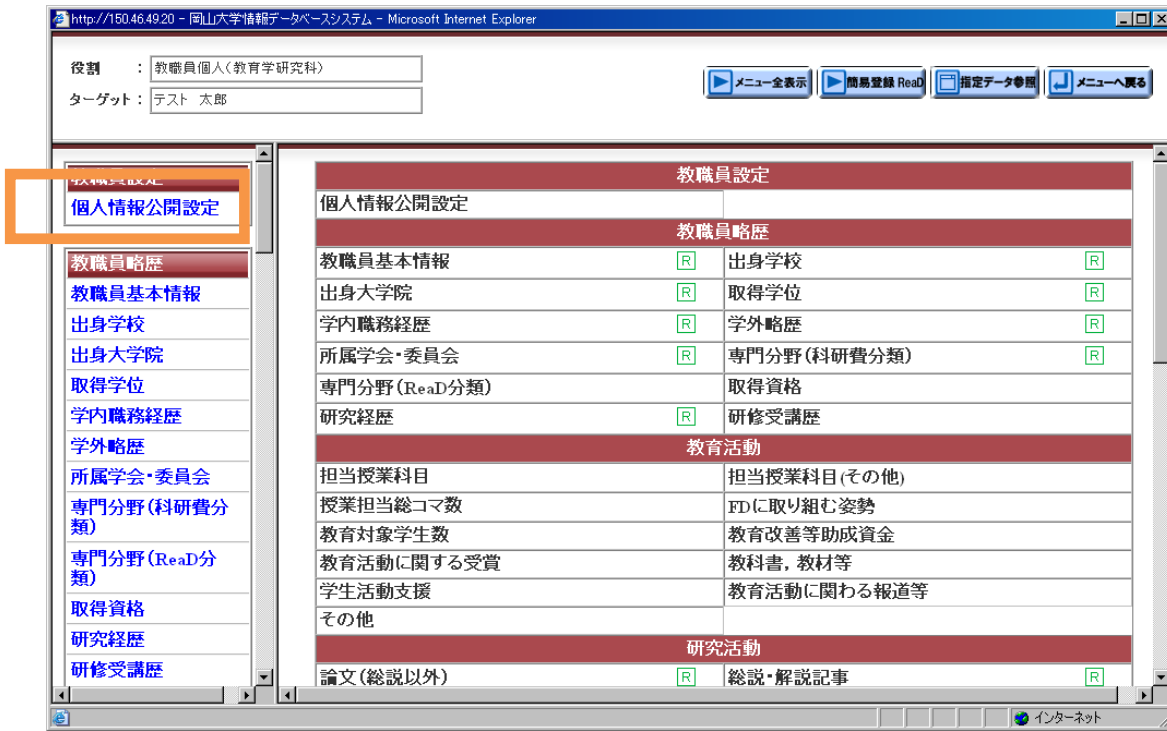 http://150.46.49.20 - 岡山大学情報データベースシステム - Microsoft Internet Explorer
役割 : 教職員個人(教育学研究科)
ターゲット : テスト 太郎
メニュー全表示 簡易登録 ReaD 指定データ参照 メニューへ戻る
教職員設定
個人情報公開設定
教職員略歴
教職員基本情報
出身学校
出身大学院
取得学位
学内職務経歴
学外略歴
所属学会・委員会
専門分野(科研費分
類)
専門分野(ReaD分
類)
取得資格
研究経歴
研修受講歴
教職員設定
個人情報公開設定
教職員略歴
教職員基本情報 R 出身学校 R
出身大学院 R 取得学位 R
学内職務経歴 R 学外略歴 R
所属学会・委員会 R 専門分野(科研費分類) R
専門分野(ReaD分類) 取得資格
研究経歴 R 研修受講歴
教育活動
担当授業科目 担当授業科目(その他)
授業担当総コマ数 FDに取り組む姿勢
教育対象学生数 教育改善等助成資金
教育活動に関する受賞 教科書，教材等
学生活動支援 教育活動に関わる報道等
その他
研究活動
論文(総説以外) R 総説・解説記事 R
インターネット